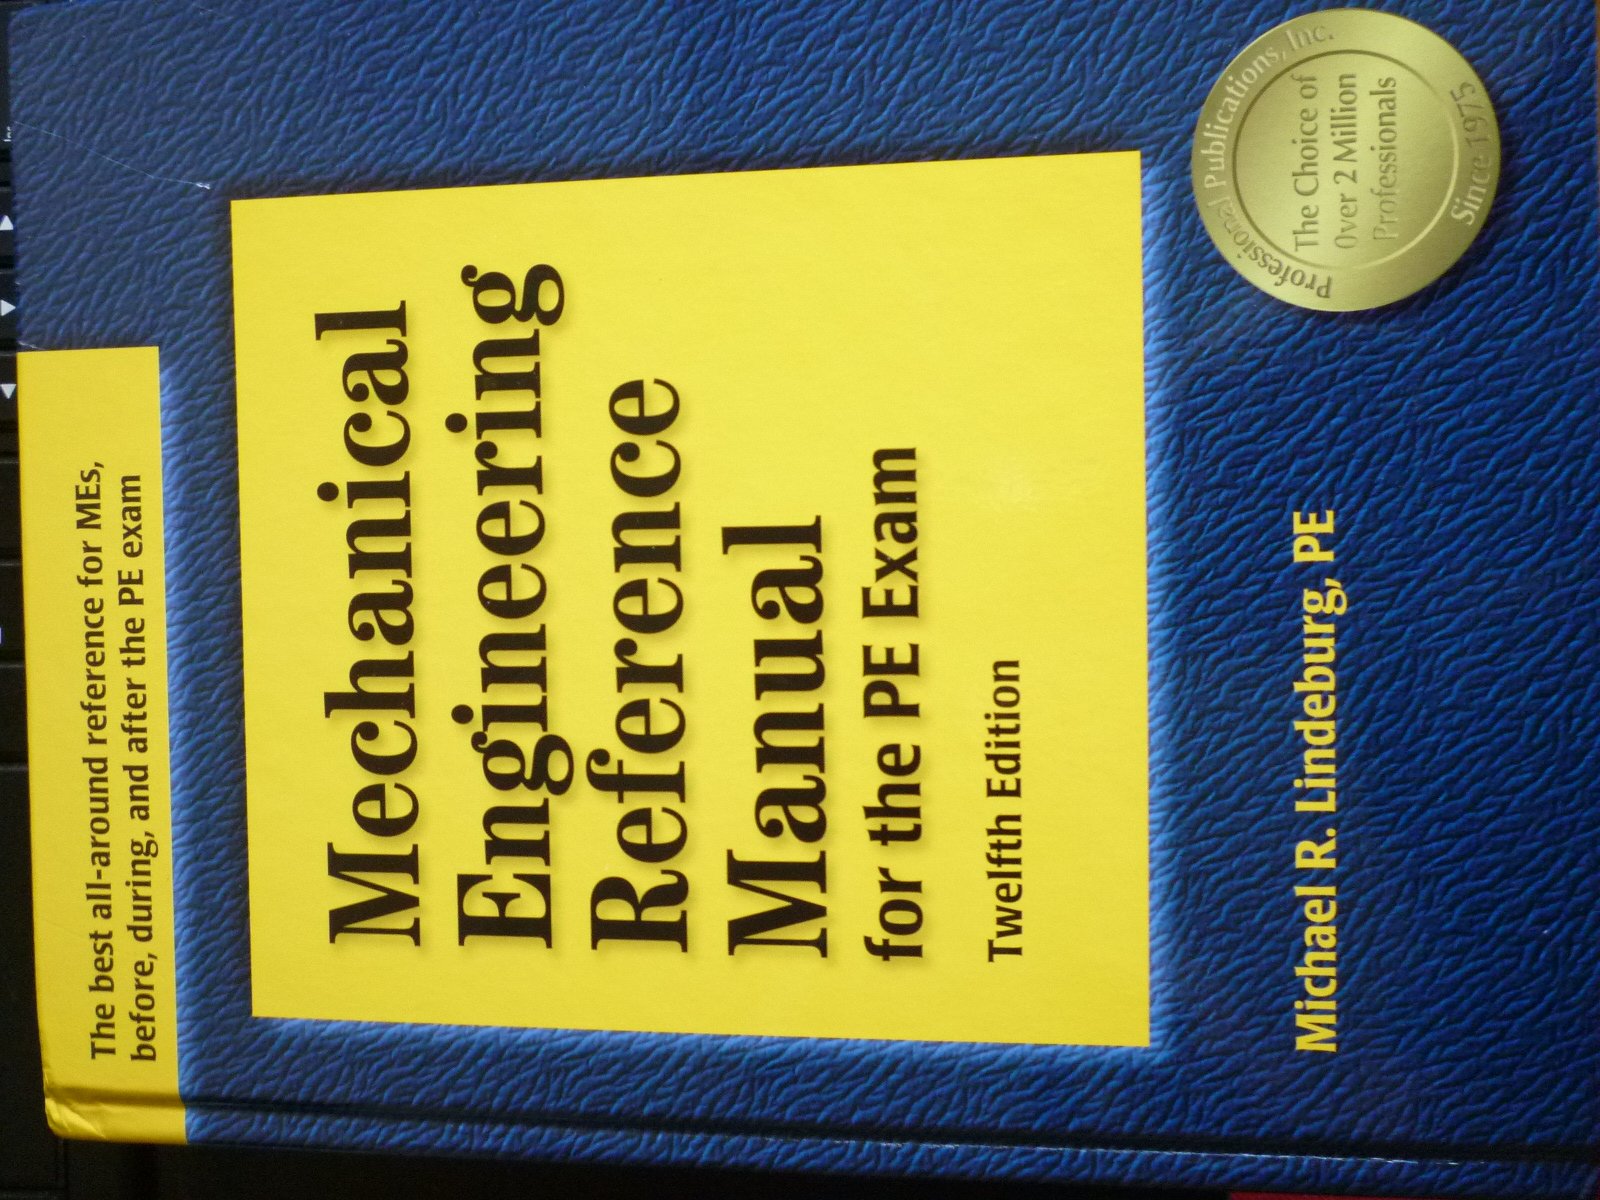 The best all-around reference for MEs,
before, during, and after the PE exam
Mechanical
Engineering
Reference
Manual
for the PE Exam
Twelfth Edition
Professional Publications, Inc.
The Choice of
Over 2 Million
Professionals
Since 1975
Michael R. Lindeburg, PE